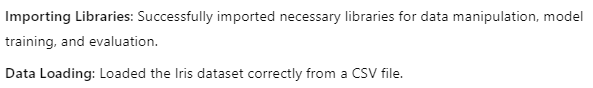 Importing Libraries: Successfully imported necessary libraries for data manipulation, model
training, and evaluation.
Data Loading: Loaded the Iris dataset correctly from a CSV file.